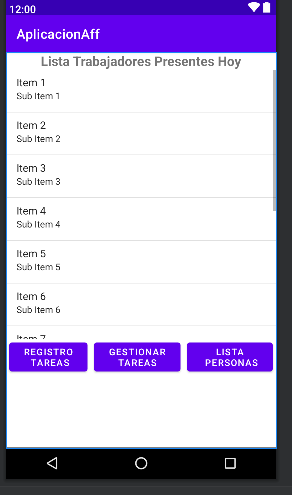 12:00
AplicacionAff
Lista Trabajadores Presentes Hoy
Item 1
Sub Item 1
Item 2
Sub Item 2
Item 3
Sub Item 3
Item 4
Sub Item 4
Item 5
Sub Item 5
Item 6
Sub Item 6
Item 7
REGISTRO TAREAS
GESTIONAR TAREAS
LISTA PERSONAS